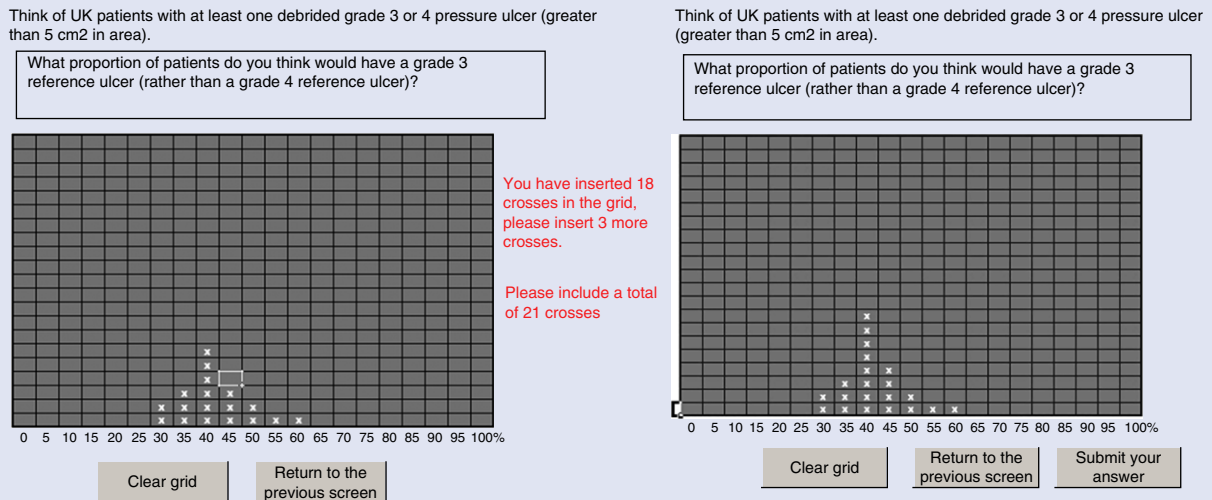 Think of UK patients with at least one debrided grade 3 or 4 pressure ulcer (greater
than 5 cm2 in area).
What proportion of patients do you think would have a grade 3
reference ulcer (rather than a grade 4 reference ulcer)?
You have inserted 18
crosses in the grid,
please insert 3 more
crosses.
Please include a total
of 21 crosses
x
x
x
x x x
x x x x x
x x x x x x x
0 5 10 15 20 25 30 35 40 45 50 55 60 65 70 75 80 85 90 95 100%
Clear grid
Return to the
previous screen
Think of UK patients with at least one debrided grade 3 or 4 pressure ulcer
(greater than 5 cm2 in area).
What proportion of patients do you think would have a grade 3
reference ulcer (rather than a grade 4 reference ulcer)?
x
x
x
x
x x
x x x
x x x x x
x x x x x x x
0 5 10 15 20 25 30 35 40 45 50 55 60 65 70 75 80 85 90 95 100%
Clear grid
Return to the
previous screen
Submit your
answer